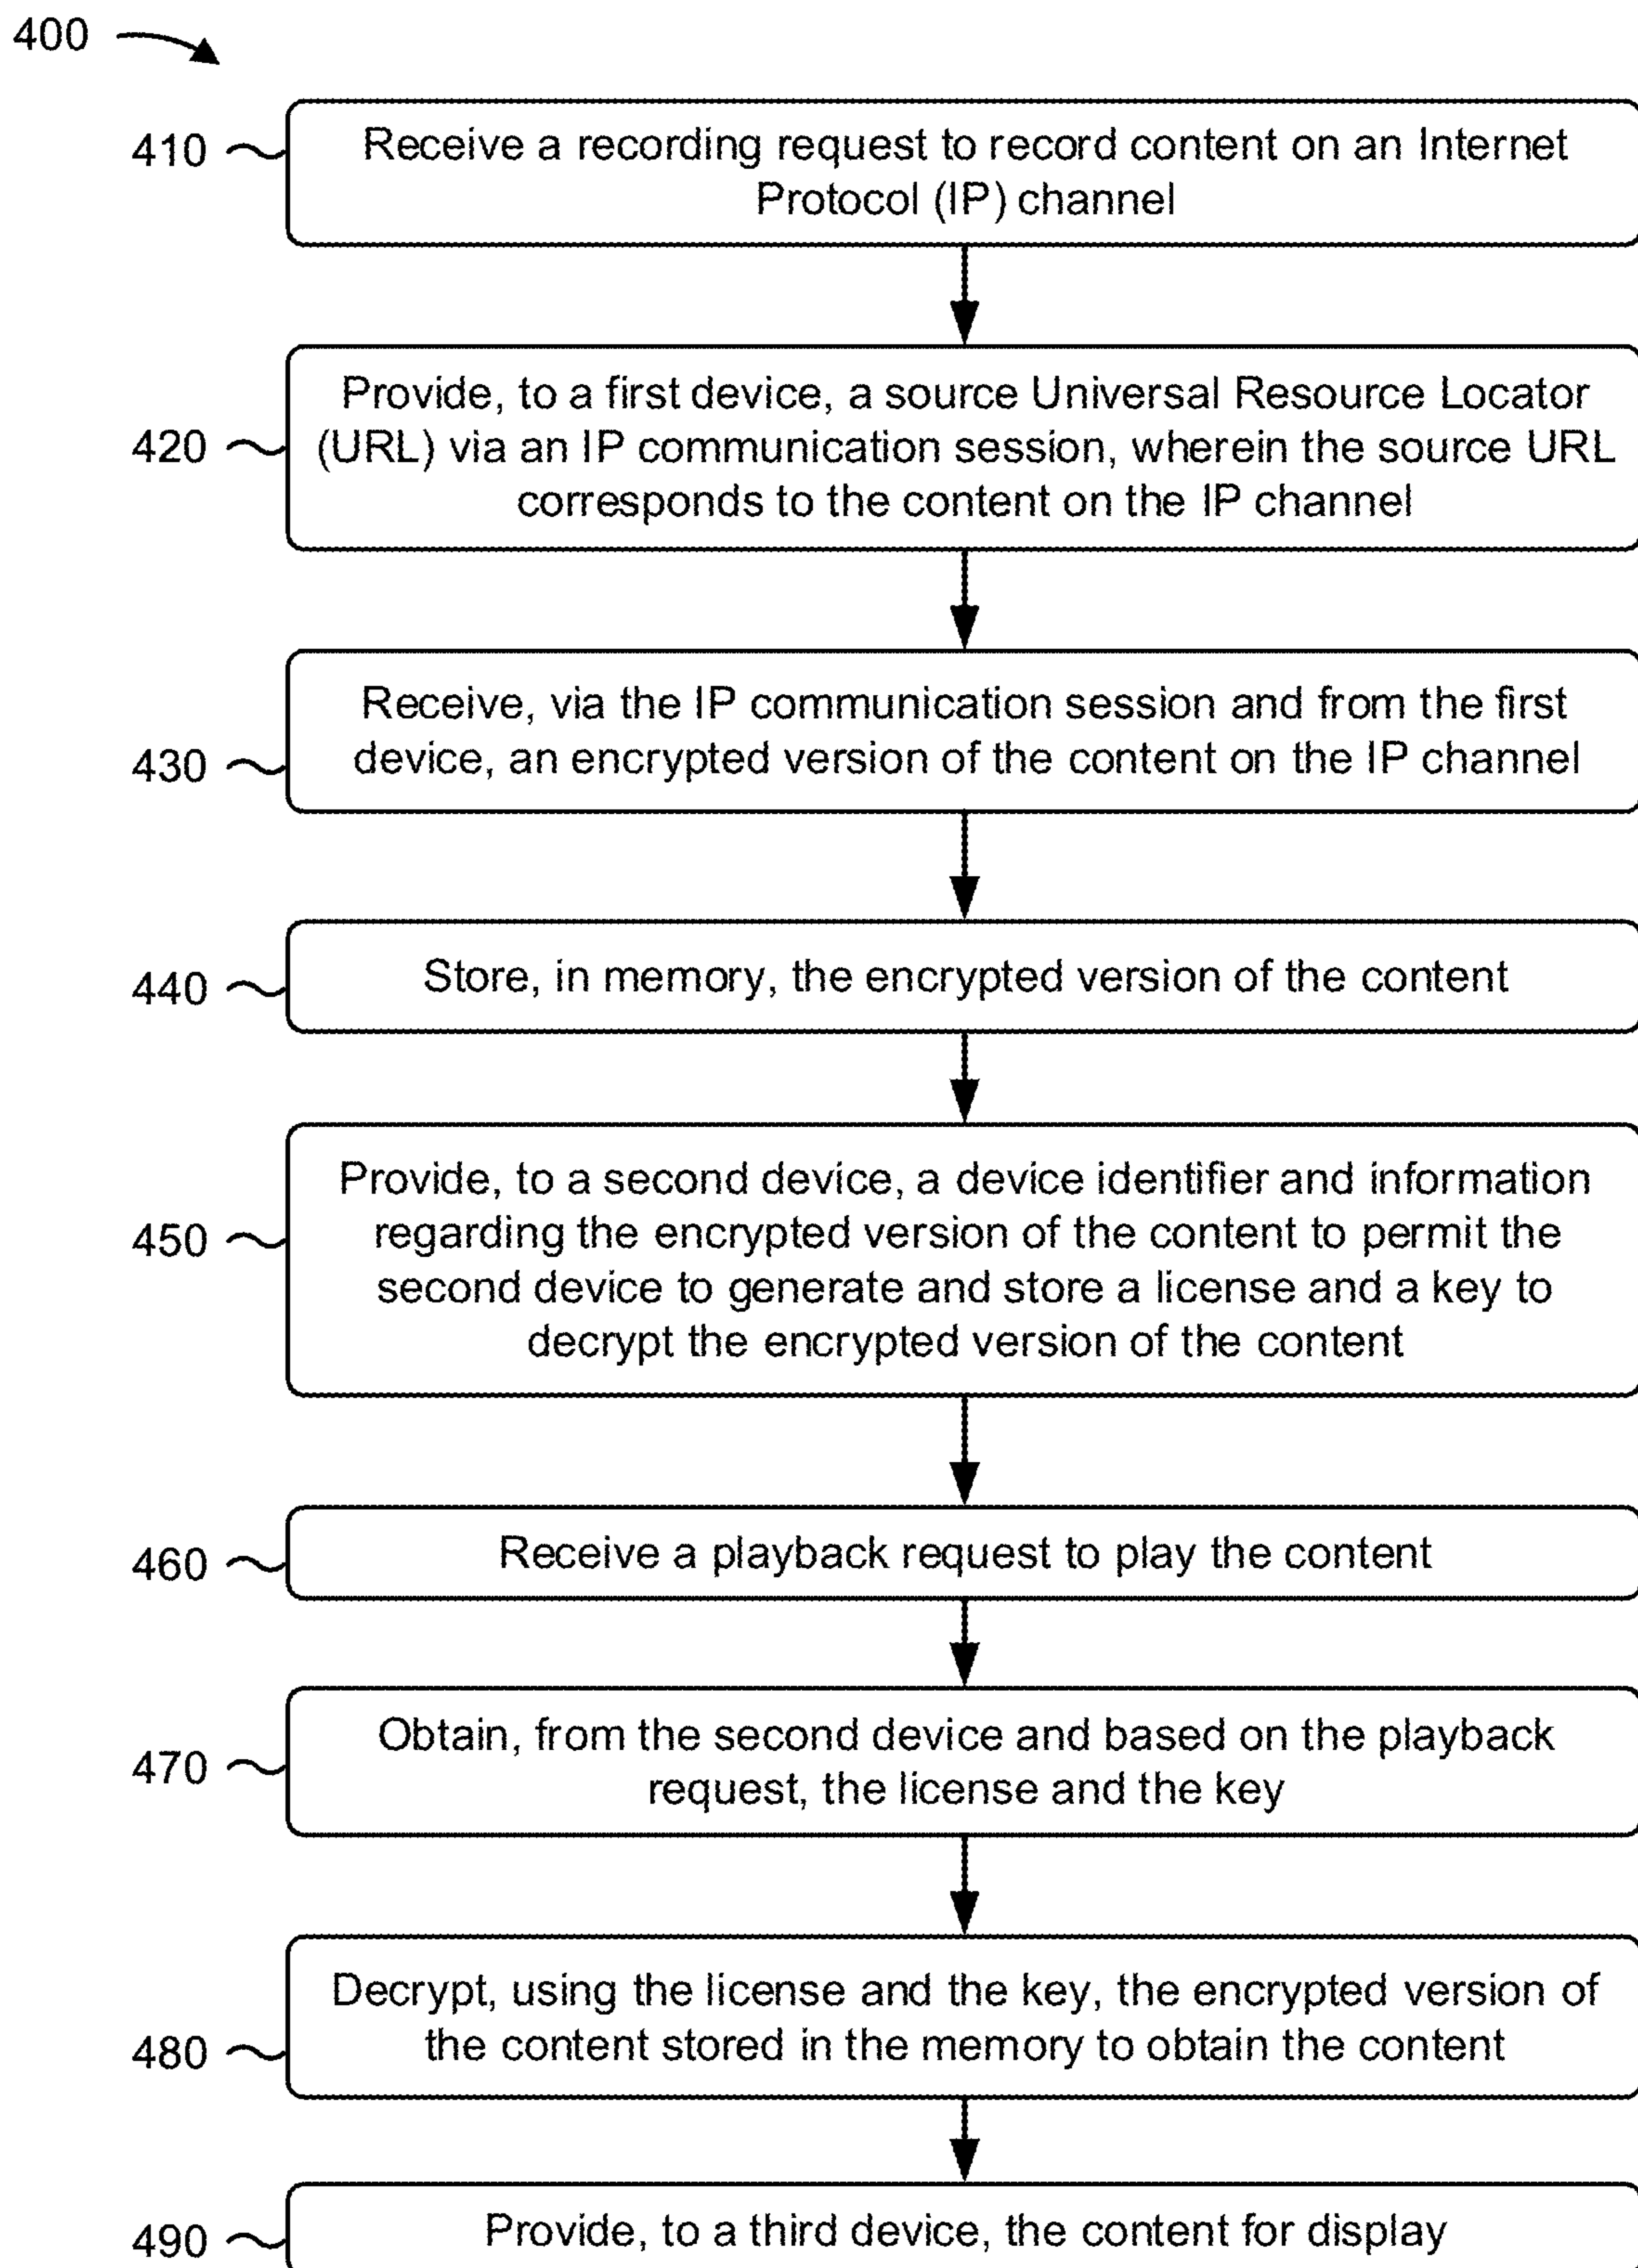 400
410
Receive a recording request to record content on an Internet
Protocol (IP) channel
420
Provide, to a first device, a source Universal Resource Locator
(URL) via an IP communication session, wherein the source URL
corresponds to the content on the IP channel
430
Receive, via the IP communication session and from the first
device, an encrypted version of the content on the IP channel
440
Store, in memory, the encrypted version of the content
450
Provide, to a second device, a device identifier and information
regarding the encrypted version of the content to permit the
second device to generate and store a license and a key to
decrypt the encrypted version of the content
460
Receive a playback request to play the content
470
Obtain, from the second device and based on the playback
request, the license and the key
480
Decrypt, using the license and the key, the encrypted version of
the content stored in the memory to obtain the content
490
Provide, to a third device, the content for display